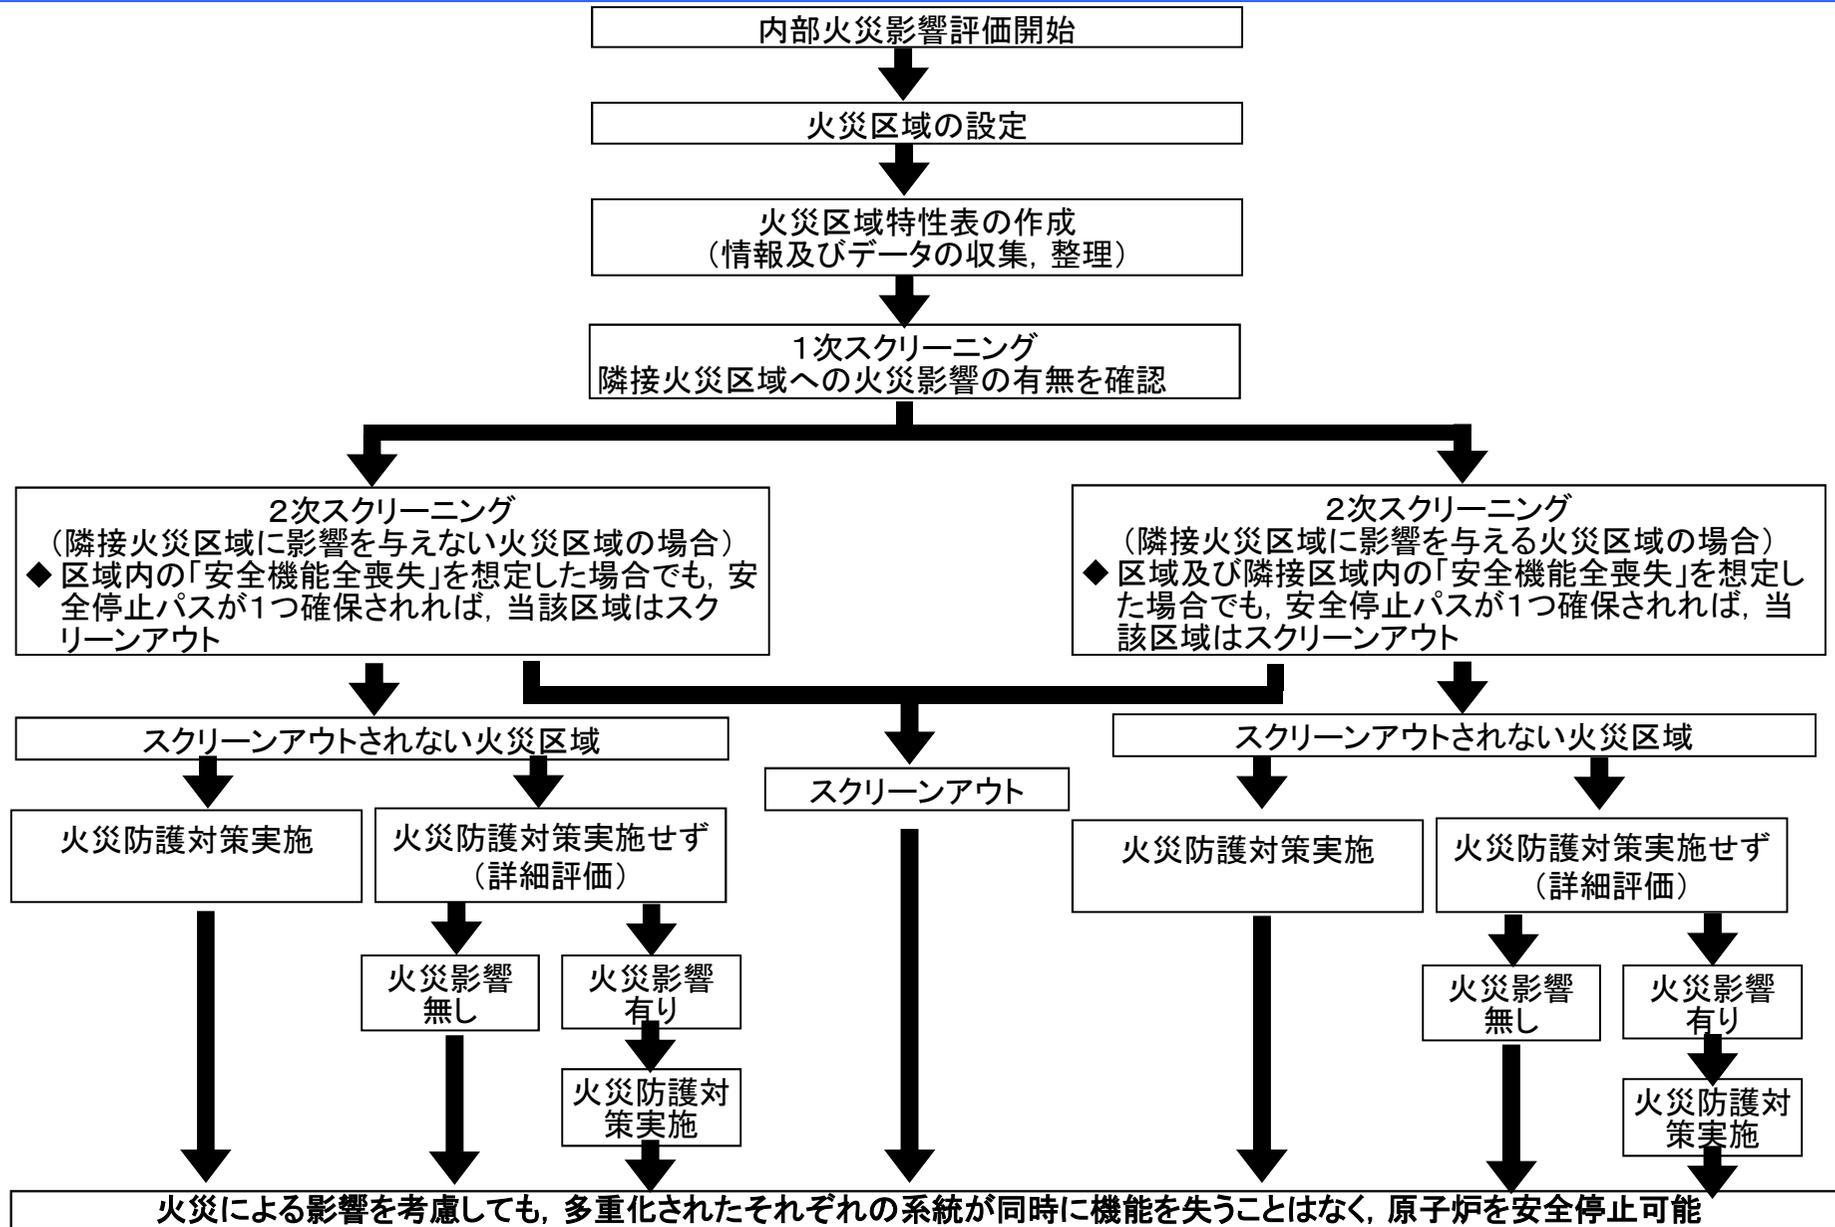 内部火災影響評価開始
火災区域の設定
火災区域特性表の作成
（情報及びデータの収集，整理）
１次スクリーニング
隣接火災区域への火災影響の有無を確認
２次スクリーニング
（隣接火災区域に影響を与えない火災区域の場合）
◆ 区域内の「安全機能全喪失」を想定した場合でも，安
全停止パスが１つ確保されれば，当該区域はスク
リーンアウト
２次スクリーニング
（隣接火災区域に影響を与える火災区域の場合）
◆ 区域及び隣接区域内の「安全機能全喪失」を想定し
た場合でも，安全停止パスが１つ確保されれば，当
該区域はスクリーンアウト
スクリーンアウトされない火災区域
スクリーンアウト
スクリーンアウトされない火災区域
火災防護対策実施
火災防護対策実施せず
（詳細評価）
火災防護対策実施
火災防護対策実施せず
（詳細評価）
火災影響
無し
火災影響
有り
火災影響
無し
火災影響
有り
火災防護対
策実施
火災防護対
策実施
火災による影響を考慮しても，多重化されたそれぞれの系統が同時に機能を失うことはなく，原子炉を安全停止可能